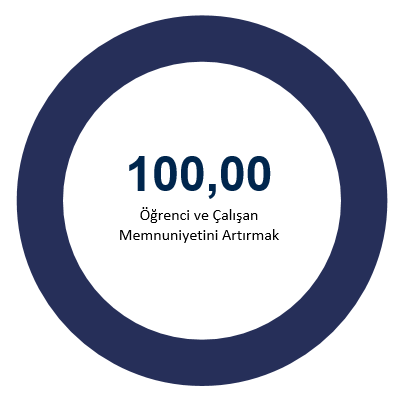 100,00
Öğrenci ve Çalışan
Memnuniyetini Artırmak